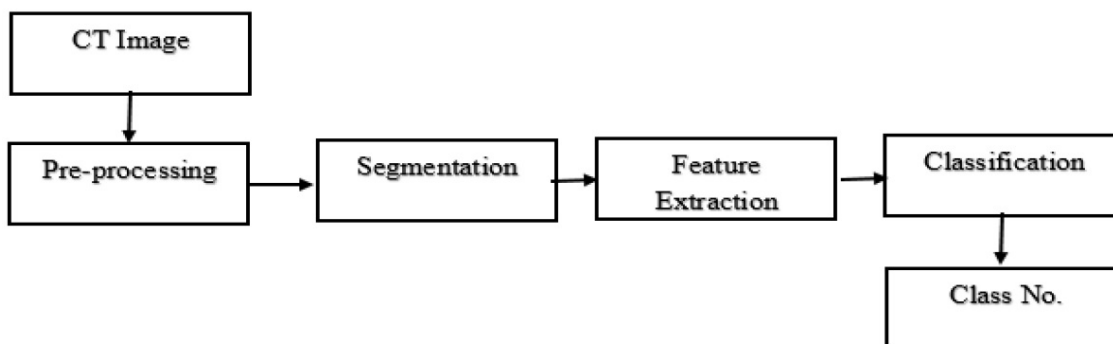 CT Image
Pre-processing
Segmentation
Feature
Extraction
Classification
Class No.